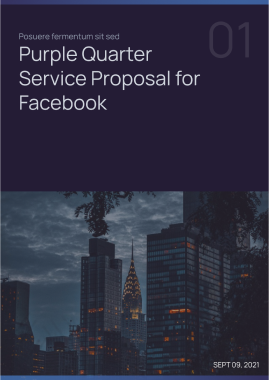 01
Posuere fermentum sit sed
Purple Quarter
Service Proposal for
Facebook
SEPT 09, 2021